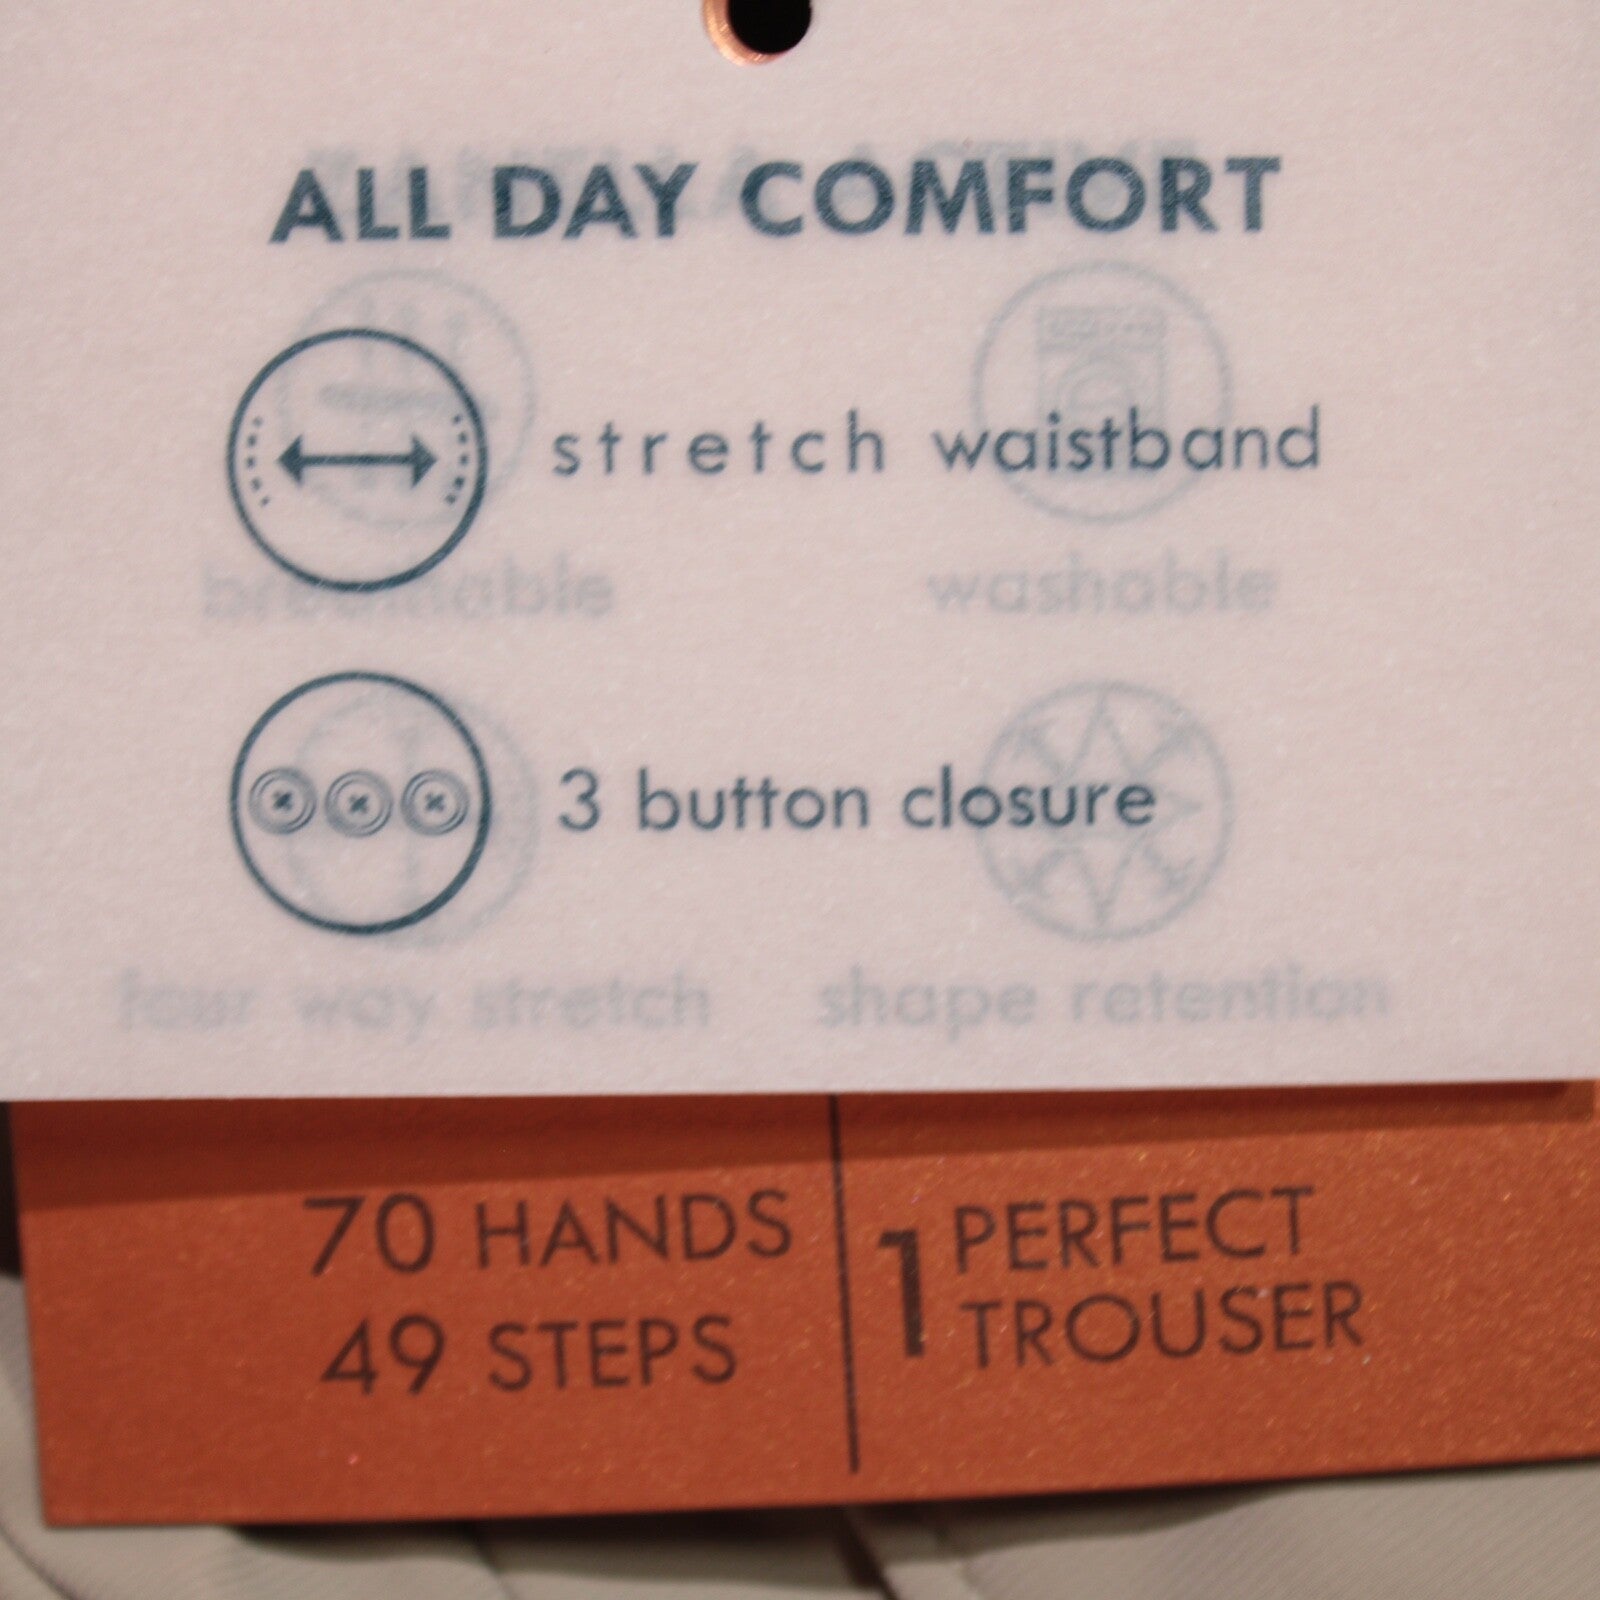 ALL DAY COMFORT
stretch waistband
breathable
washable
3 button closure
four way stretch
shape retention
70 HANDS
49 STEPS
1 PERFECT
TROUSER